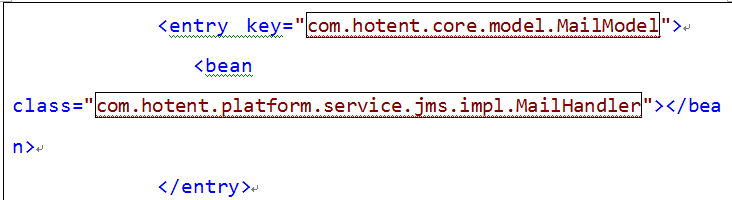 <entry key="com.hotent.core.model.MailModel">
<bean
class="com.hotent.platform.service.jms.impl.MailHandler"></bea
n>
</entry>